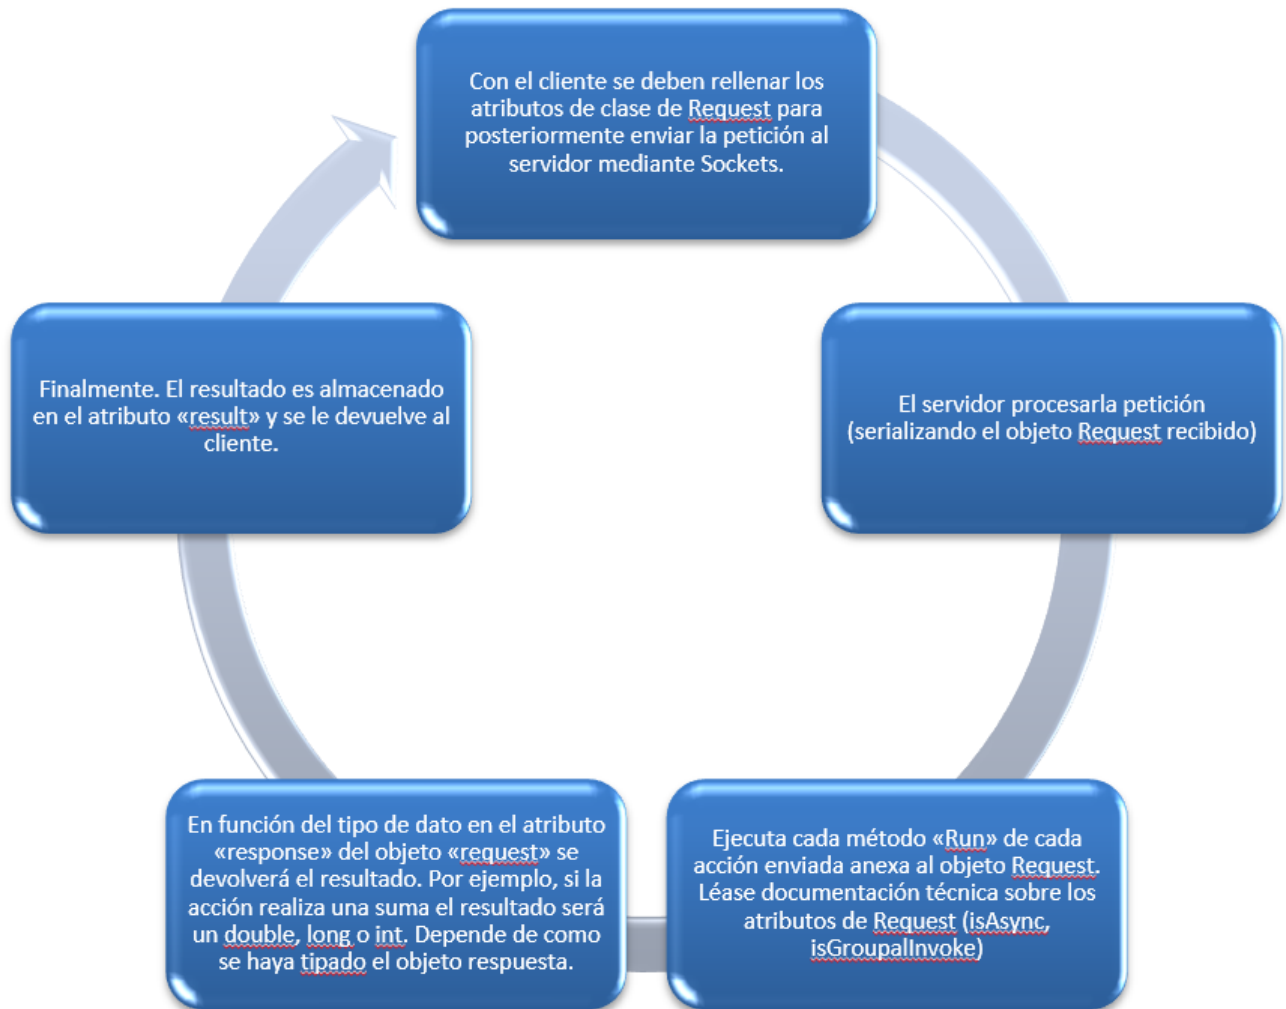 Con el cliente se deben rellenar los
atributos de clase de Request para
posteriormente enviar la petición al
servidor mediante Sockets.
El servidor procesarla petición
(serializando el objeto Request recibido)
Ejecuta cada método «Run» de cada
acción enviada anexa al objeto Request.
Léase documentación técnica sobre los
atributos de Request (isAsync,
isGroupalInvoke)
En función del tipo de dato en el atributo
«response» del objeto «request» se
devolverá el resultado. Por ejemplo, si la
acción realiza una suma el resultado será
un double, long o int. Depende de como
se haya tipado el objeto respuesta.
Finalmente. El resultado es almacenado
en el atributo «result» y se le devuelve al
cliente.